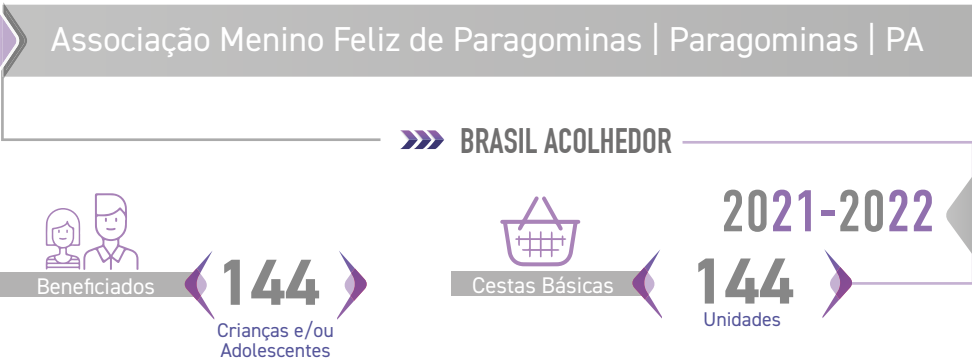 Associação Menino Feliz de Paragominas | Paragominas | PA
BRASIL ACOLHEDOR
2021-2022
Beneficiados
144
Crianças e/ou
Adolescentes
Cestas Básicas
144
Unidades